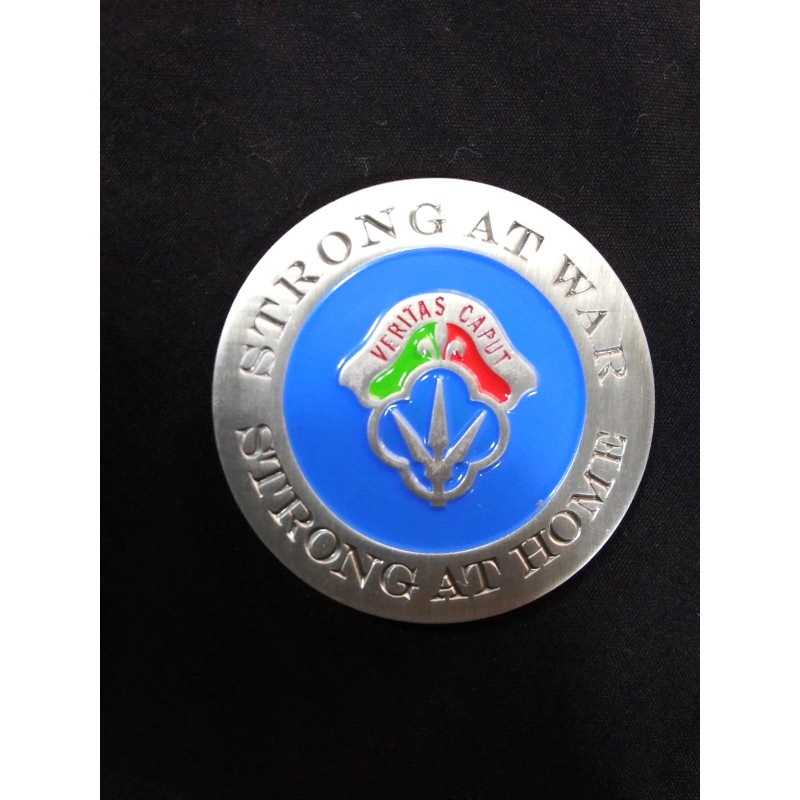 STRONG AT WAR
VERITAS CAPUT
STRONG AT HOME